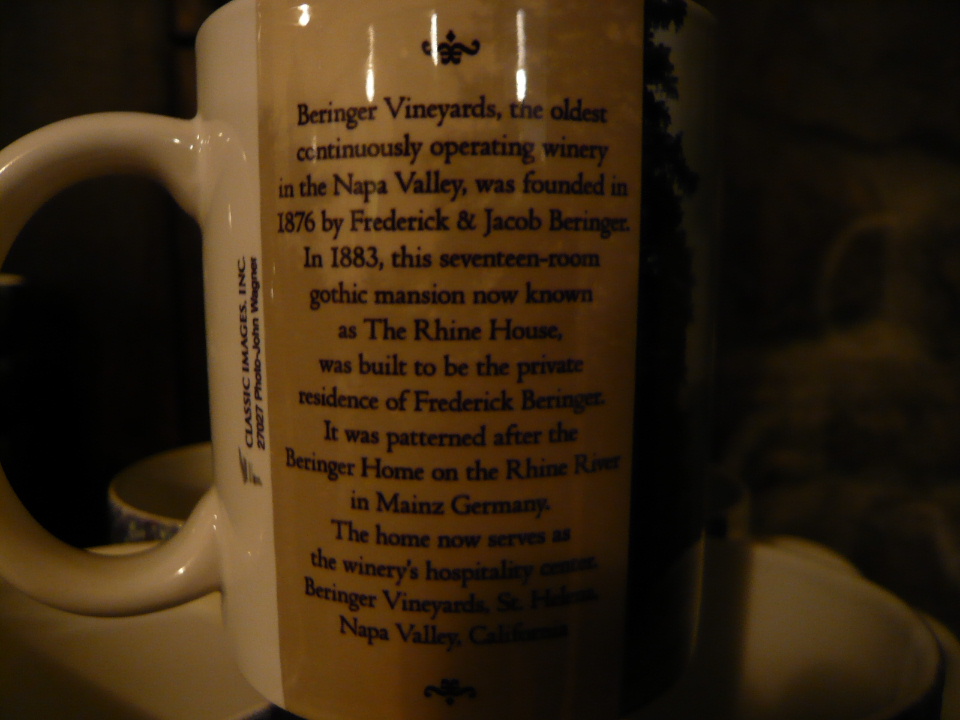 Beringer Vineyards, the oldest
continuously operating winery
in the Napa Valley, was founded in
1876 by Frederick & Jacob Beringer.
In 1883, this seventeen-room
gothic mansion now known
as The Rhine House,
was built to be the private
residence of Frederick Beringer.
It was patterned after the
Beringer Home on the Rhine River
in Mainz Germany.
The home now serves as
the winery's hospitality center.
Beringer Vineyards, St. Helena,
Napa Valley, California
CLASSIC IMAGES, INC.
27027 Photo-John Wagner